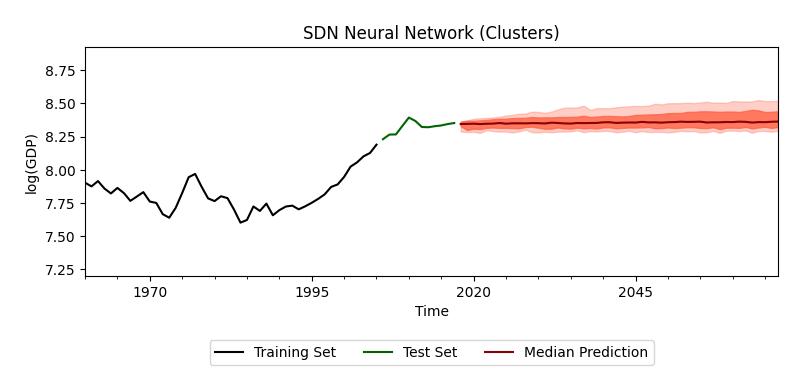 SDN Neural Network (Clusters)
8.75
8.50
8.25
8.00
7.75
7.50
7.25
log(GDP)
1970 1995 2020 2045
Time
Training Set Test Set Median Prediction